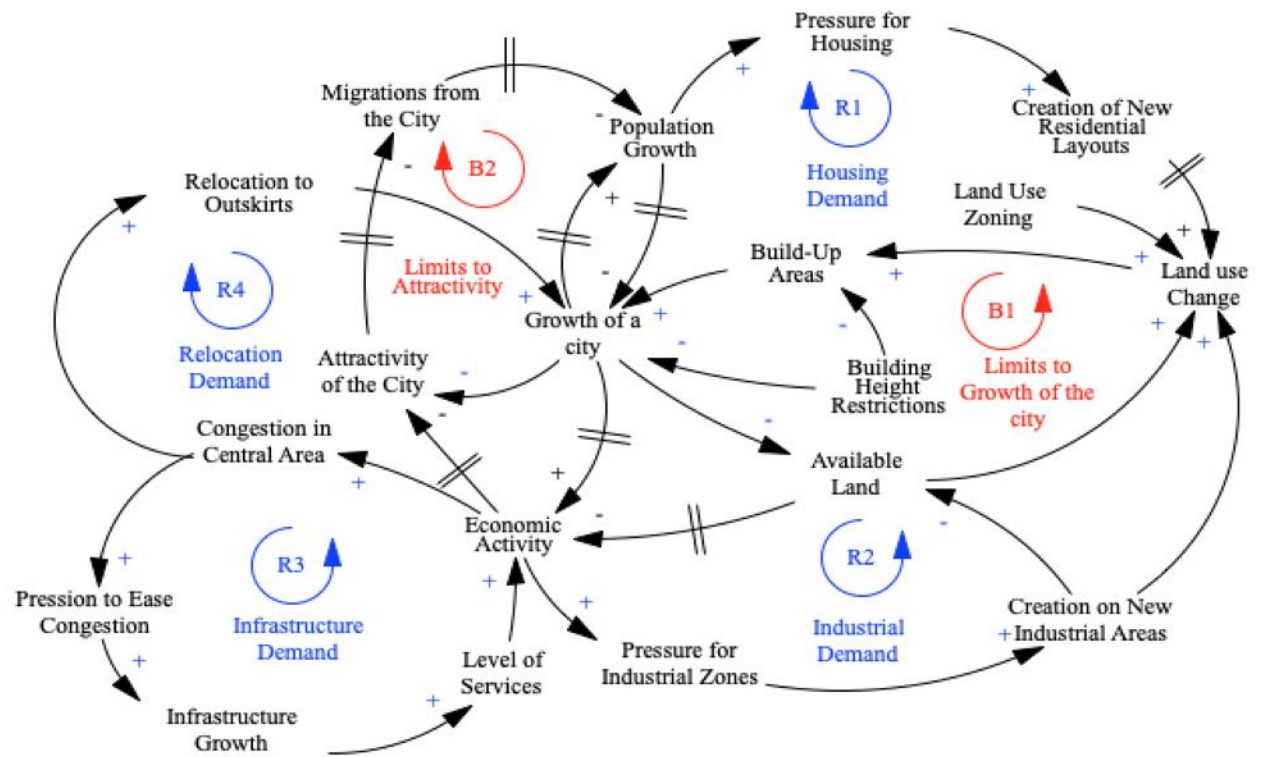 Pressure for
Housing
+
Migrations from
the City
-
Population
Growth
+
Creation of New
Residential
Layouts
R1
Housing
Demand
B2
-
Relocation to
Outskirts
+
+
-
Land Use
Zoning
+
+
Land use
Change
Build-Up
Areas
+
R4
Relocation
Demand
Limits to
Attractivity
+
Growth of a
city
+
-
-
B1
Limits to
Growth of the
city
+
+
Attractivity
of the City
-
-
Building
Height
Restrictions
-
Congestion in
Central Area
+
+
Available
Land
-
Economic
Activity
-
R2
Industrial
Demand
R3
Infrastructure
Demand
+
Pression to Ease
Congestion
+
+
+
Creation on New
Industrial Areas
+
Pressure for
Industrial Zones
Level of
Services
+
Infrastructure
Growth